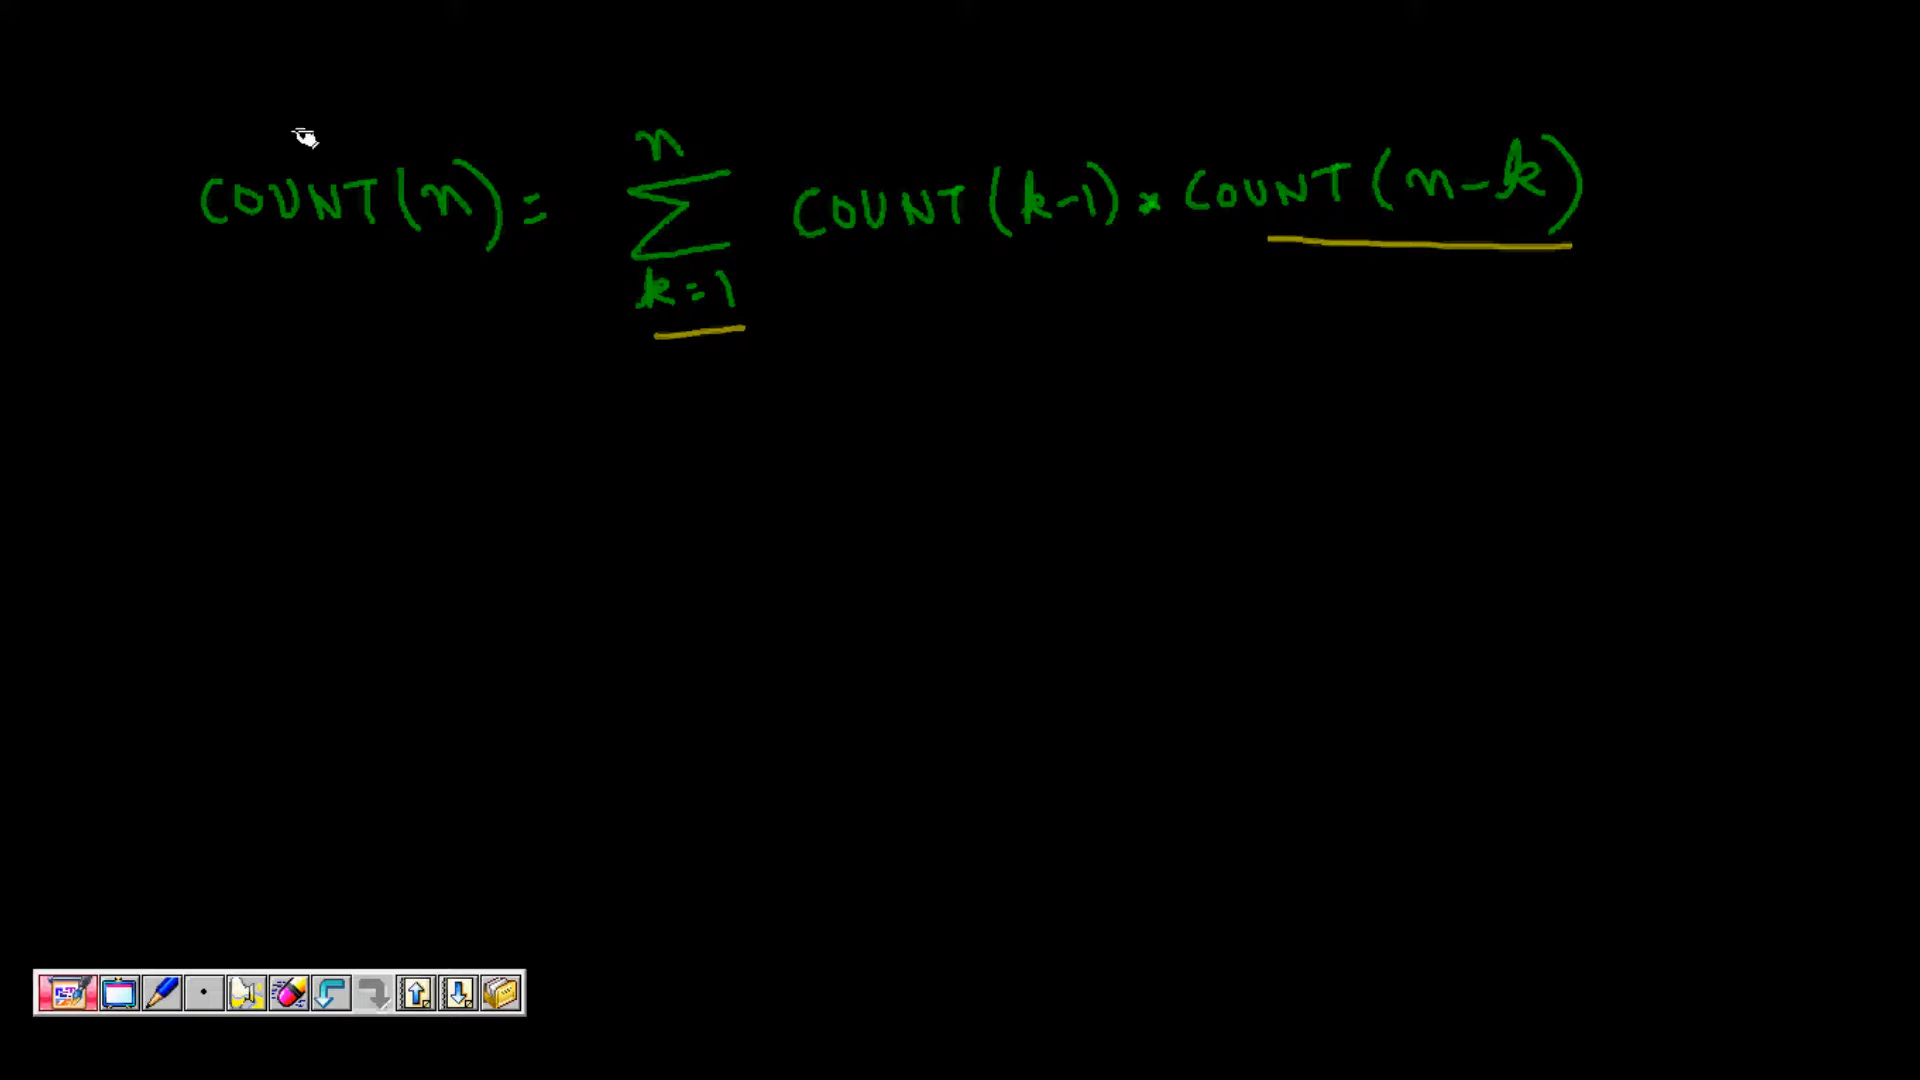 COUNT(n) = n∑k=1 COUNT(k-1) * COUNT(n-k)